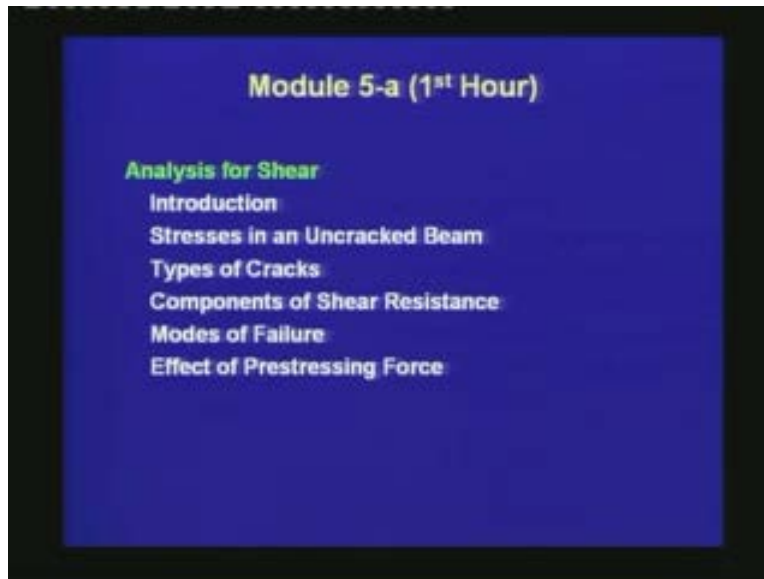 Module 5-a (1st Hour)
Analysis for Shear
Introduction
Stresses in an Uncracked Beam
Types of Cracks
Components of Shear Resistance
Modes of Failure
Effect of Prestressing Force